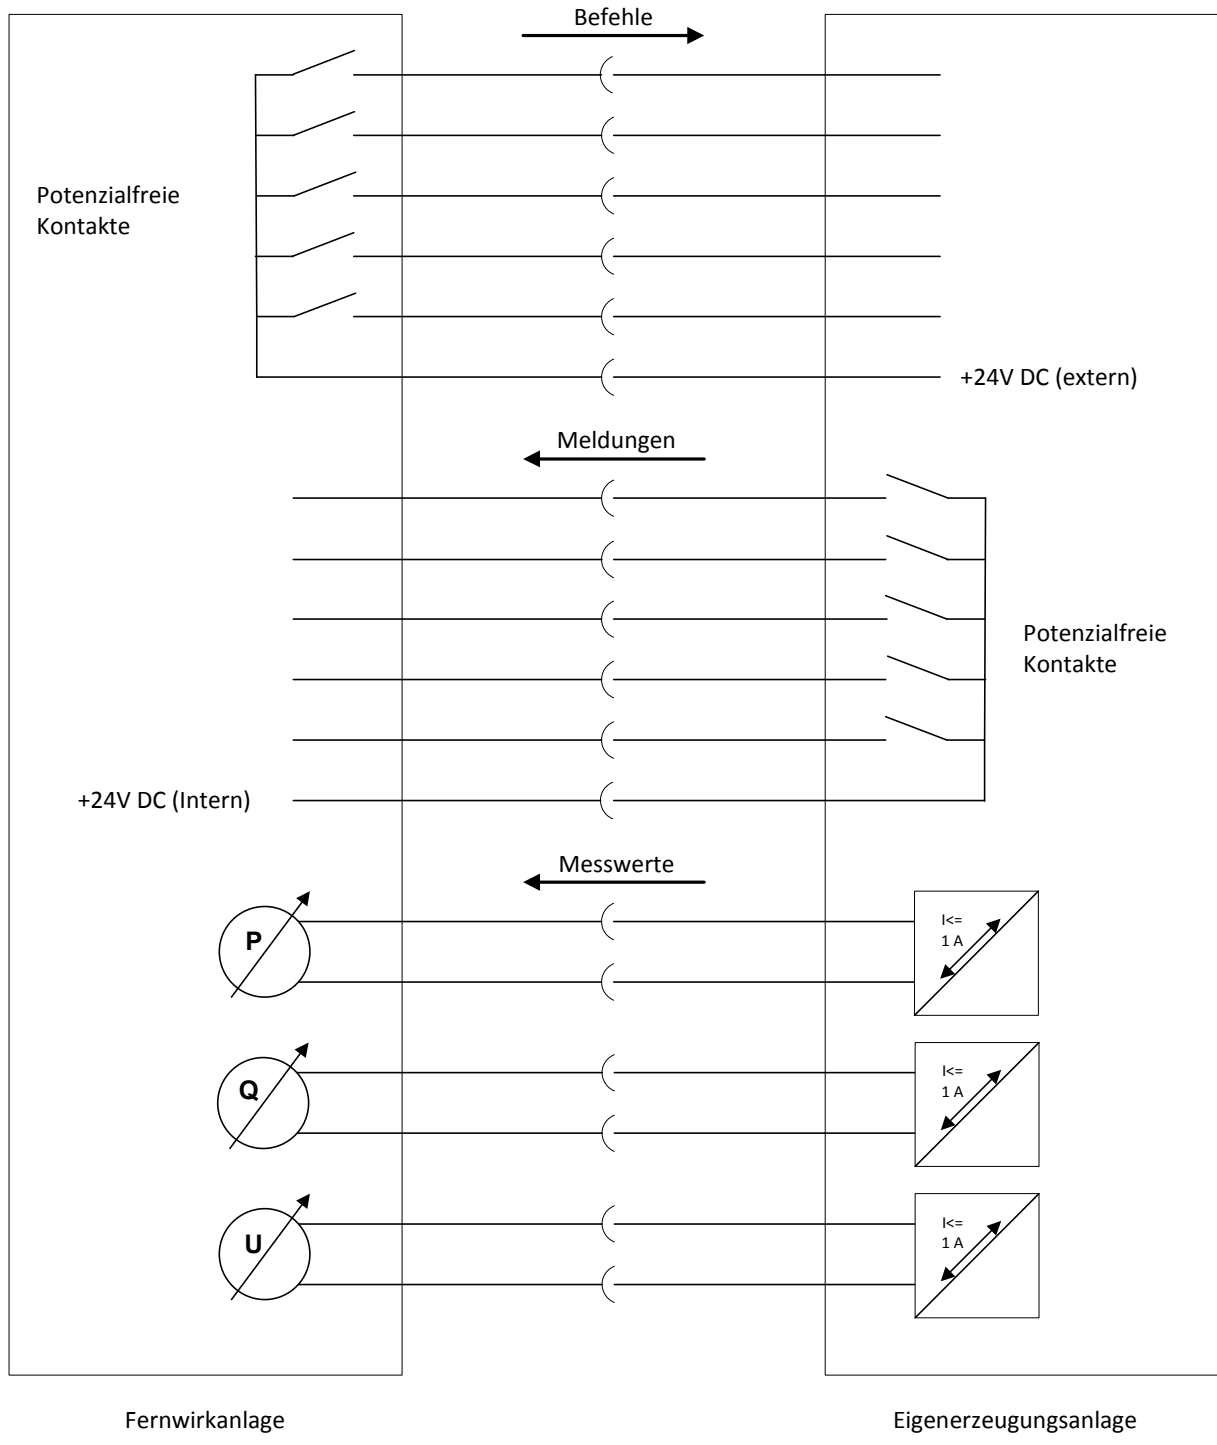 Befehle
Potenzialfreie
Kontakte
+24V DC (extern)
Meldungen
Potenzialfreie
Kontakte
+24V DC (Intern)
Messwerte
P
I<=
1 A
Q
I<=
1 A
U
I<=
1 A
Fernwirkanlage
Eigenerzeugungsanlage